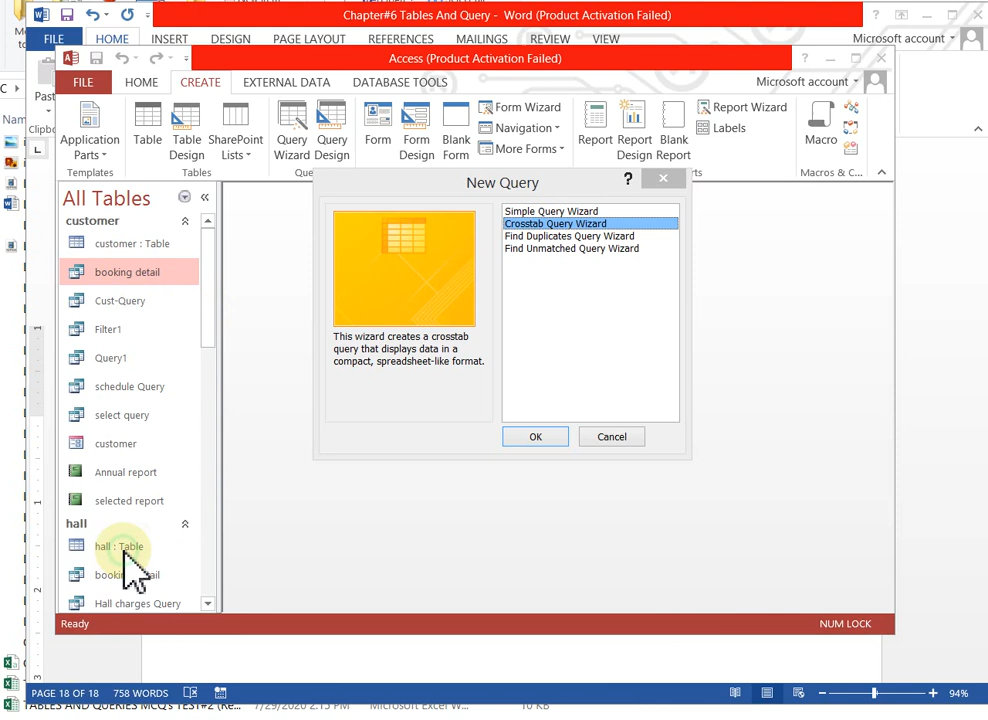 Chapter#6 Tables And Query - Word (Product Activation Failed)
FILE HOME INSERT DESIGN PAGE LAYOUT REFERENCES MAILINGS REVIEW VIEW Microsoft account
Access (Product Activation Failed)
FILE HOME CREATE EXTERNAL DATA DATABASE TOOLS Microsoft account
Past
Clipbo
Application Parts
Table
Table Design
SharePoint Lists
Query Wizard
Query Design
Form
Form Design
Blank Form
Form Wizard
Navigation
More Forms
Report
Report Design
Blank Report
Report Wizard
Labels
Macro
Templates
Tables
Macros & C...
New Query
?
Simple Query Wizard
Crosstab Query Wizard
Find Duplicates Query Wizard
Find Unmatched Query Wizard
This wizard creates a crosstab
query that displays data in a
compact, spreadsheet-like format.
OK Cancel
All Tables
customer
customer : Table
booking detail
Cust-Query
Filter1
Query1
schedule Query
select query
customer
Annual report
selected report
hall
hall : Table
Hall charges Query
Ready NUM LOCK
PAGE 18 OF 18 758 WORDS 94%